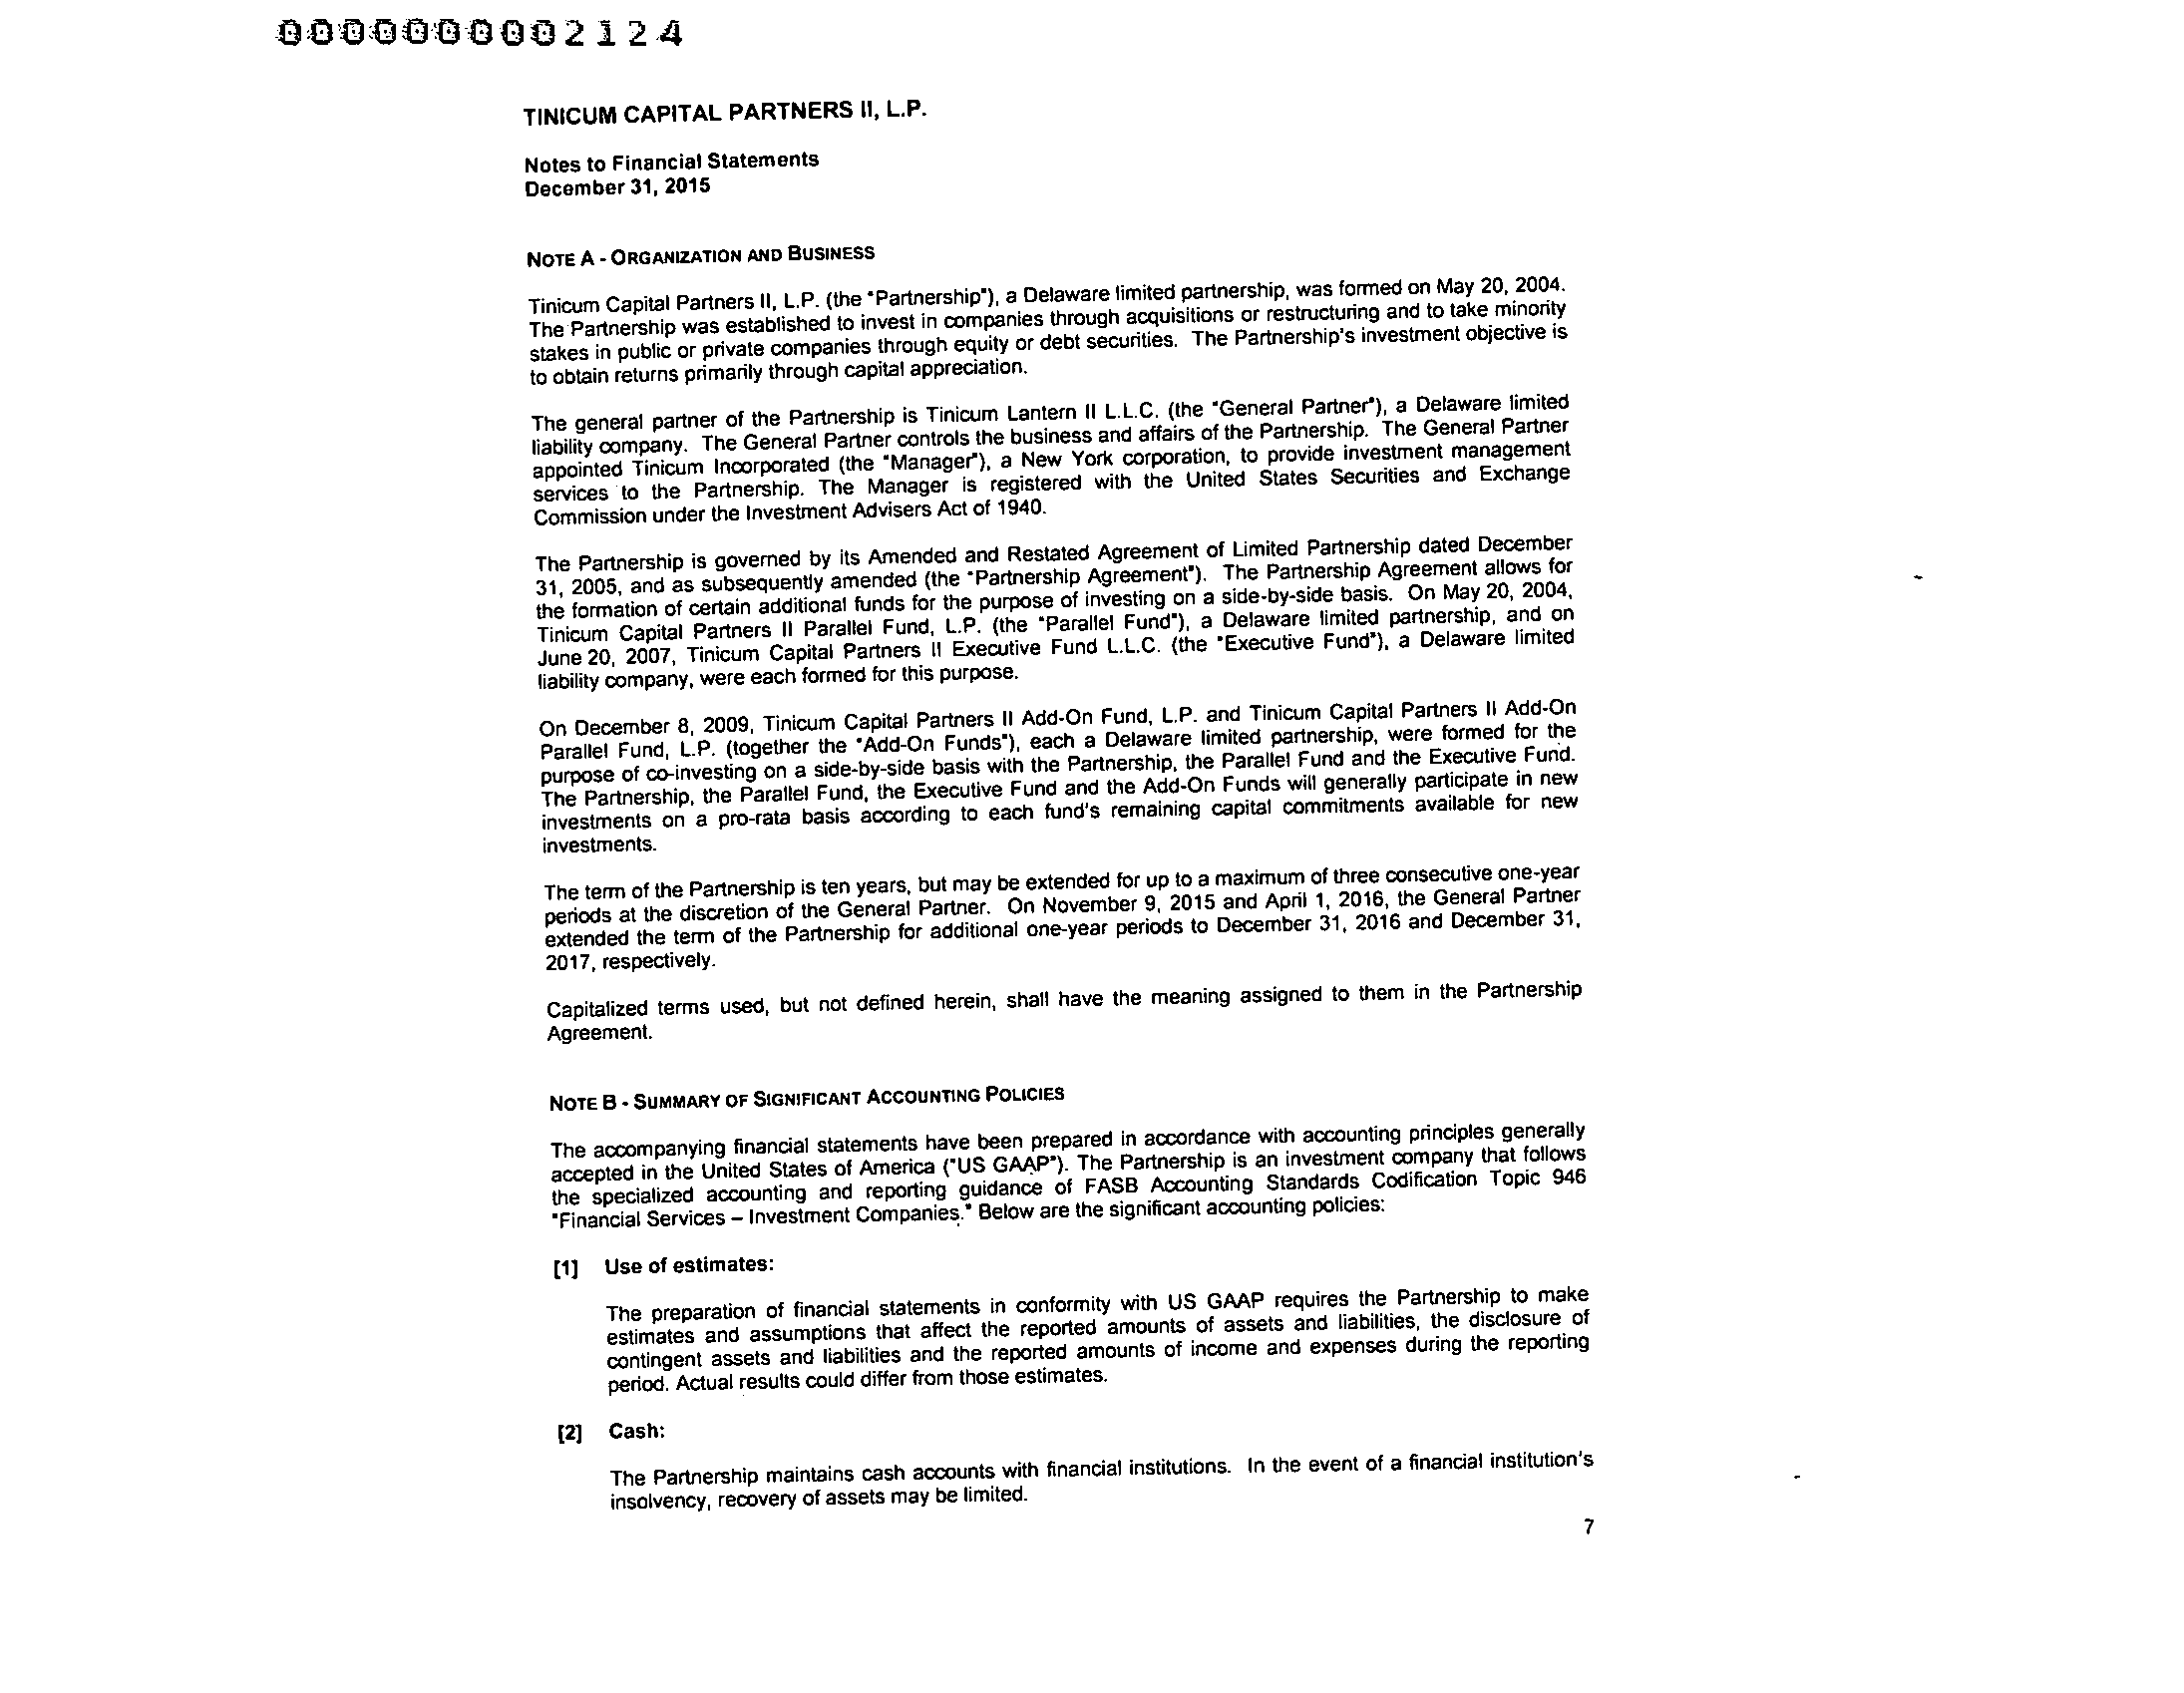 0000000002124
TINICUM CAPITAL PARTNERS II, L.P.
Notes to Financial Statements
December 31, 2015
NOTE A - ORGANIZATION AND BUSINESS
Tinicum Capital Partners II, L.P. (the "Partnership"), a Delaware limited partnership, was formed on May 20, 2004.
The Partnership was established to invest in companies through acquisitions or restructuring and to take minority
stakes in public or private companies through equity or debt securities. The Partnership's investment objective is
to obtain returns primarily through capital appreciation.
The general partner of the Partnership is Tinicum Lantern II L.L.C. (the "General Partner"), a Delaware limited
liability company. The General Partner controls the business and affairs of the Partnership. The General Partner
appointed Tinicum Incorporated (the "Manager"), a New York corporation, to provide investment management
services to the Partnership. The Manager is registered with the United States Securities and Exchange
Commission under the Investment Advisers Act of 1940.
The Partnership is governed by its Amended and Restated Agreement of Limited Partnership dated December
31, 2005, and as subsequently amended (the "Partnership Agreement"). The Partnership Agreement allows for
the formation of certain additional funds for the purpose of investing on a side-by-side basis. On May 20, 2004,
Tinicum Capital Partners II Parallel Fund, L.P. (the "Parallel Fund"), a Delaware limited partnership, and on
June 20, 2007, Tinicum Capital Partners II Executive Fund L.L.C. (the "Executive Fund"), a Delaware limited
liability company, were each formed for this purpose.
On December 8, 2009, Tinicum Capital Partners II Add-On Fund, L.P. and Tinicum Capital Partners II Add-On
Parallel Fund, L.P. (together the "Add-On Funds"), each a Delaware limited partnership, were formed for the
purpose of co-investing on a side-by-side basis with the Partnership, the Parallel Fund and the Executive Fund.
The Partnership, the Parallel Fund, the Executive Fund and the Add-On Funds will generally participate in new
investments on a pro-rata basis according to each fund's remaining capital commitments available for new
investments.
The term of the Partnership is ten years, but may be extended for up to a maximum of three consecutive one-year
periods at the discretion of the General Partner. On November 9, 2015 and April 1, 2016, the General Partner
extended the term of the Partnership for additional one-year periods to December 31, 2016 and December 31,
2017, respectively.
Capitalized terms used, but not defined herein, shall have the meaning assigned to them in the Partnership
Agreement.
NOTE B - SUMMARY OF SIGNIFICANT ACCOUNTING POLICIES
The accompanying financial statements have been prepared in accordance with accounting principles generally
accepted in the United States of America ("US GAAP"). The Partnership is an investment company that follows
the specialized accounting and reporting guidance of FASB Accounting Standards Codification Topic 946
"Financial Services – Investment Companies." Below are the significant accounting policies:
[1] Use of estimates:
The preparation of financial statements in conformity with US GAAP requires the Partnership to make
estimates and assumptions that affect the reported amounts of assets and liabilities, the disclosure of
contingent assets and liabilities and the reported amounts of income and expenses during the reporting
period. Actual results could differ from those estimates.
[2] Cash:
The Partnership maintains cash accounts with financial institutions. In the event of a financial institution's
insolvency, recovery of assets may be limited.
7